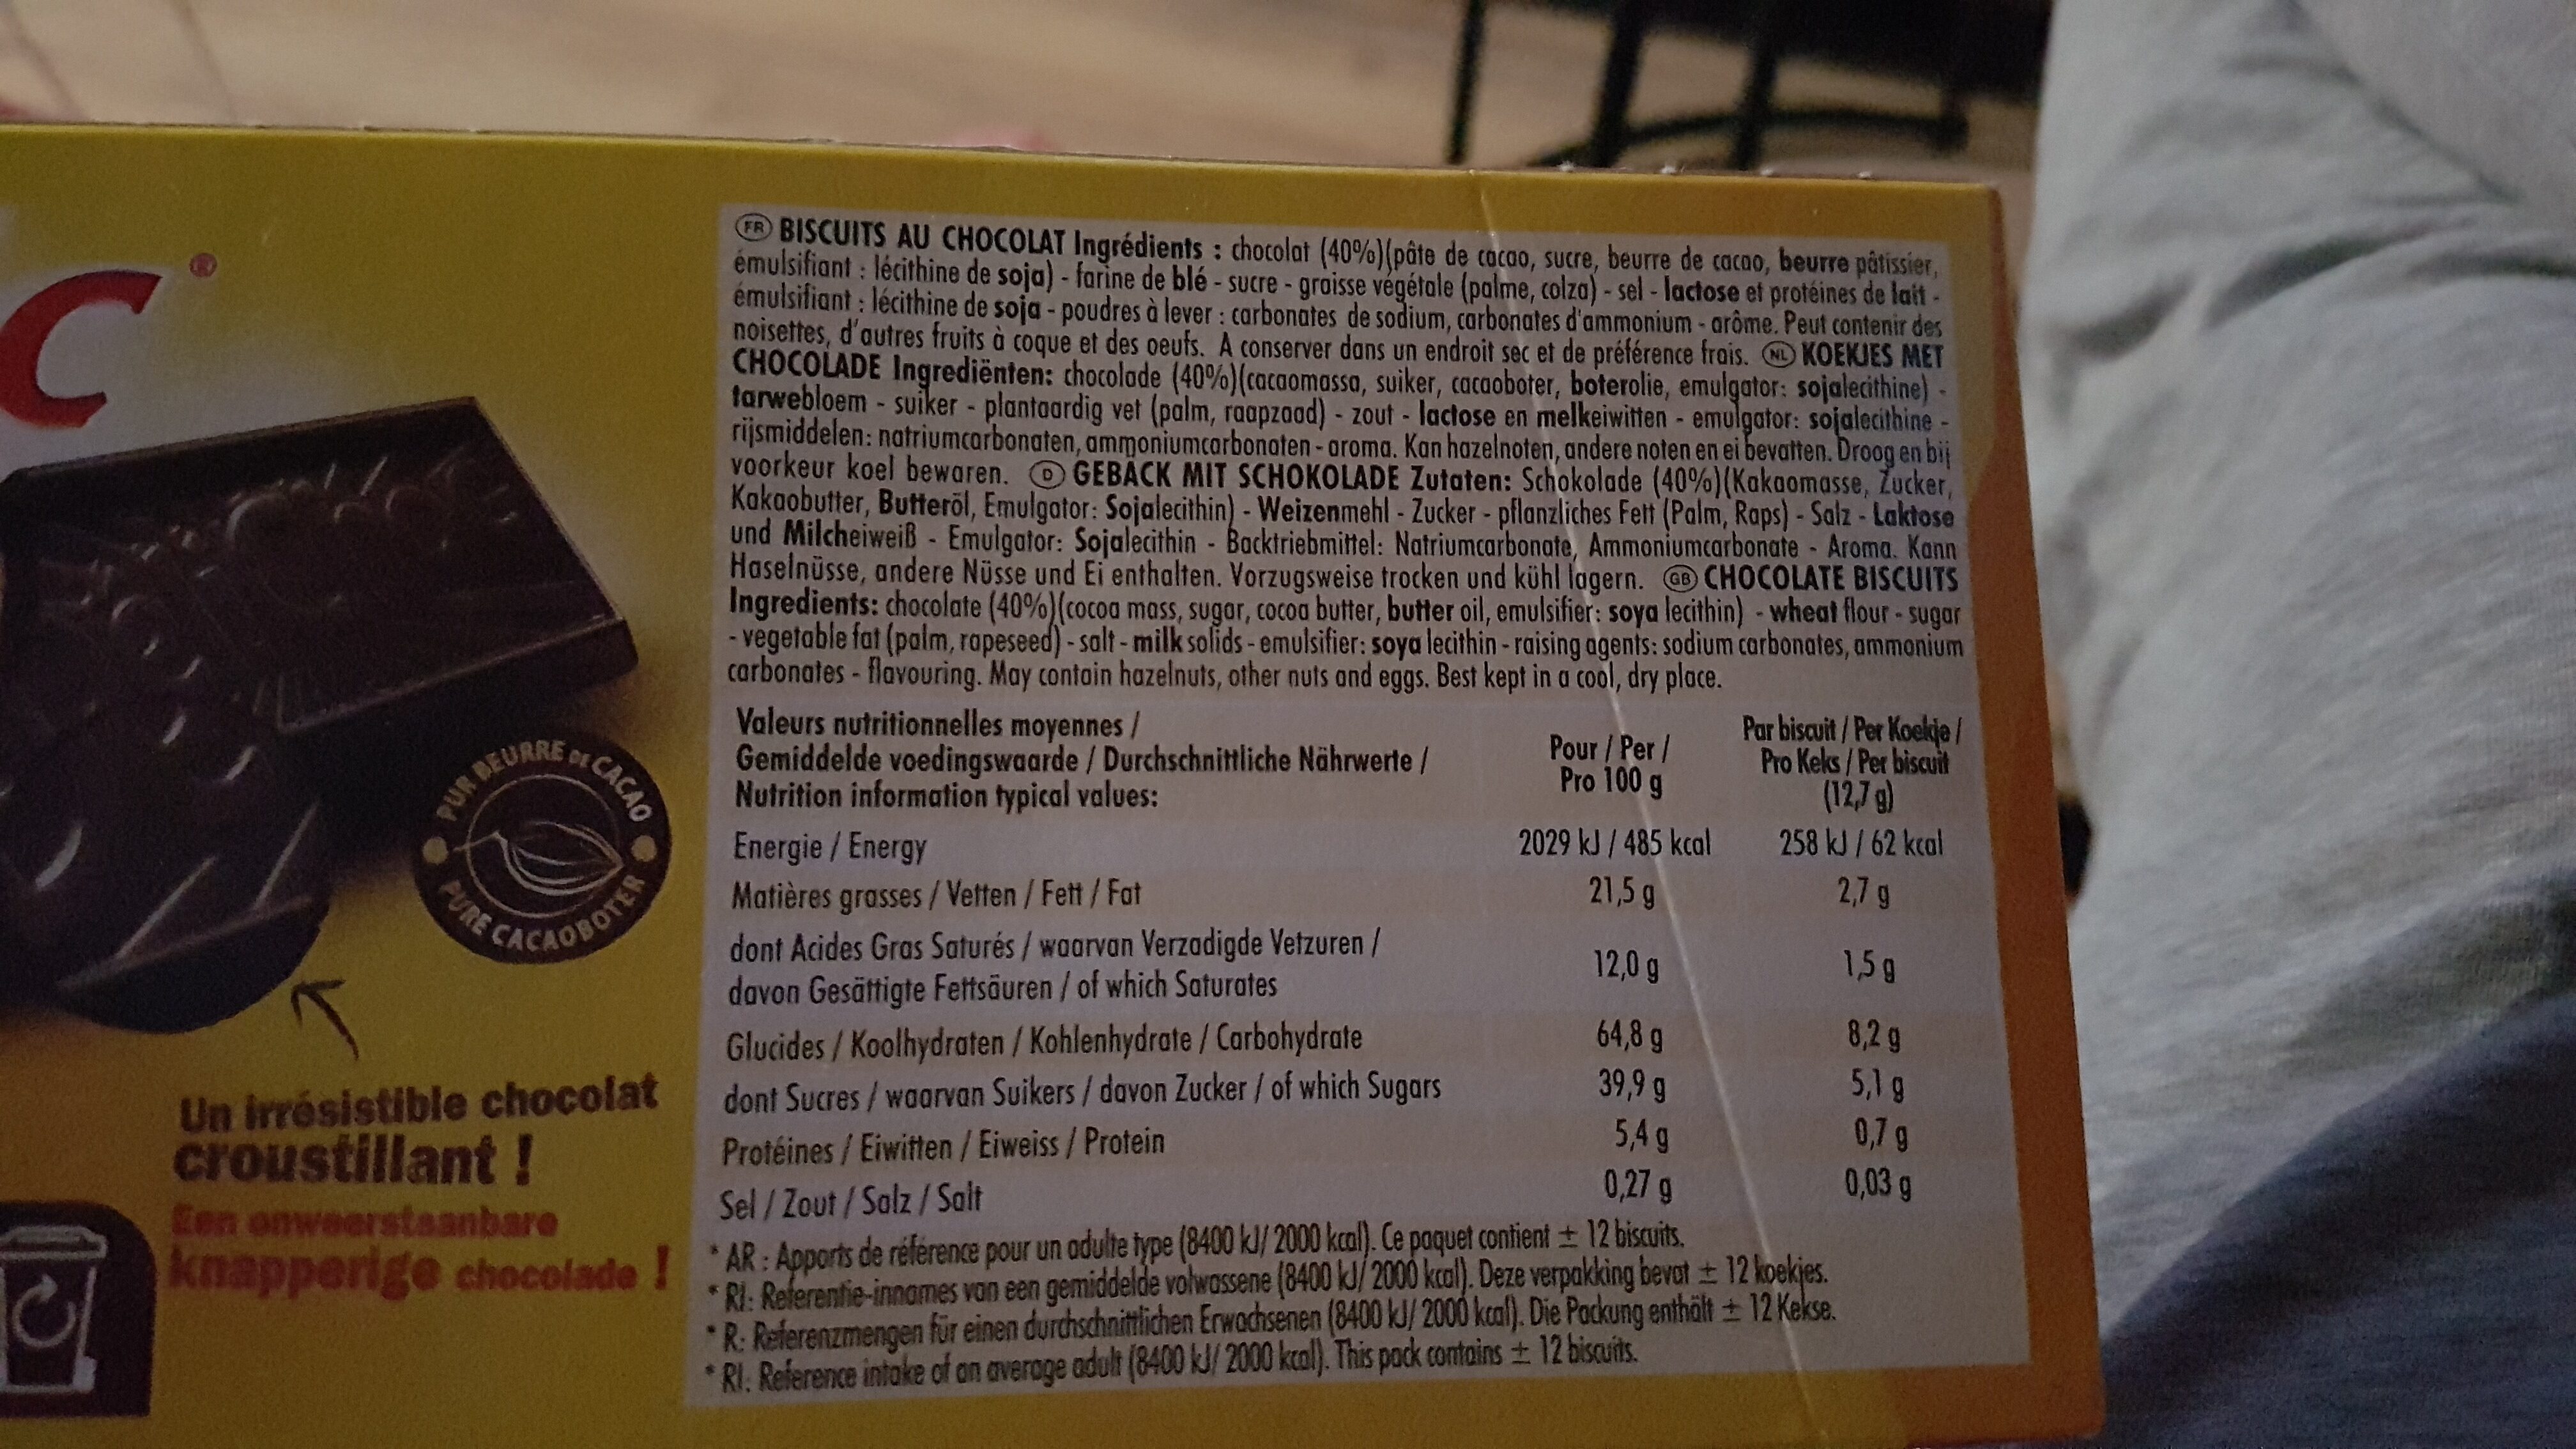 C®
FR BISCUITS AU CHOCOLAT Ingrédients : chocolat (40%)(pâte de cacao, sucre, beurre de cacao, beurre pâtissier,
émulsifiant : lécithine de soja) - farine de blé - sucre - graisse végétale (palme, colza) - sel - lactose et protéines de lait -
émulsifiant : lécithine de soja - poudres à lever : carbonates de sodium, carbonates d'ammonium - arôme. Peut contenir des
noisettes, d'autres fruits à coque et des oeufs. A conserver dans un endroit sec et de préférence frais. NL KOEKJES MET
CHOCOLADE Ingrediënten: chocolade (40%)(cacaomassa, suiker, cacaoboter, boterolie, emulgator: sojalecithine) -
tarwebloem - suiker - plantaardig vet (palm, raapzaad) - zout - lactose en melkeiwitten - emulgator: sojalecithine -
rijsmiddelen: natriumcarbonaten, ammoniumcarbonaten - aroma. Kan hazelnoten, andere noten en ei bevatten. Droog en bij
voorkeur koel bewaren. D GEBÄCK MIT SCHOKOLADE Zutaten: Schokolade (40%)(Kakaomasse, Zucker,
Kakaobutter, Butteröl, Emulgator: Sojalecithin) - Weizenmehl - Zucker - pflanzliches Fett (Palm, Raps) - Salz - Laktose
und Milcheiweiß - Emulgator: Sojalecithin - Backtriebmittel: Natriumcarbonate, Ammoniumcarbonate - Aroma. Kann
Haselnüsse, andere Nüsse und Ei enthalten. Vorzugsweise trocken und kühl lagern. GB CHOCOLATE BISCUITS
Ingredients: chocolate (40%)(cocoa mass, sugar, cocoa butter, butter oil, emulsifier: soya lecithin) - wheat flour - sugar
- vegetable fat (palm, rapeseed) - salt - milk solids - emulsifier: soya lecithin - raising agents: sodium carbonates, ammonium
carbonates - flavouring. May contain hazelnuts, other nuts and eggs. Best kept in a cool, dry place.
Valeurs nutritionnelles moyennes /
Gemiddelde voedingswaarde / Durchschnittliche Nährwerte /
Nutrition information typical values:
Pour / Per /
Pro 100 g
Par biscuit / Per Koekje /
Pro Keks / Per biscuit
(12,7 g)
Energie / Energy 2029 kJ / 485 kcal 258 kJ / 62 kcal
Matières grasses / Vetten / Fett / Fat 21,5 g 2,7 g
dont Acides Gras Saturés / waarvan Verzadigde Vetzuren /
davon Gesättigte Fettsäuren / of which Saturates 12,0 g 1,5 g
Glucides / Koolhydraten / Kohlenhydrate / Carbohydrate 64,8 g 8,2 g
dont Sucres / waarvan Suikers / davon Zucker / of which Sugars 39,9 g 5,1 g
Protéines / Eiwitten / Eiweiss / Protein 5,4 g 0,7 g
Sel / Zout / Salz / Salt 0,27 g 0,03 g
* AR : Apports de référence pour un adulte type (8400 kJ/ 2000 kcal). Ce paquet contient ± 12 biscuits.
* RI: Referentie-innames van een gemiddelde volwassene (8400 kJ/ 2000 kcal). Deze verpakking bevat ± 12 koekjes.
* R: Referenzmengen für einen durchschnittlichen Erwachsenen (8400 kJ/ 2000 kcal). Die Packung enthält ± 12 Kekse.
* RI: Reference intake of an average adult (8400 kJ/ 2000 kcal). This pack contains ± 12 biscuits.
PUR BEURRE DE CACAO
PURE CACAOBOTER
Un irrésistible chocolat
croustillant !
Een onweerstaanbare
knapperige chocolade !